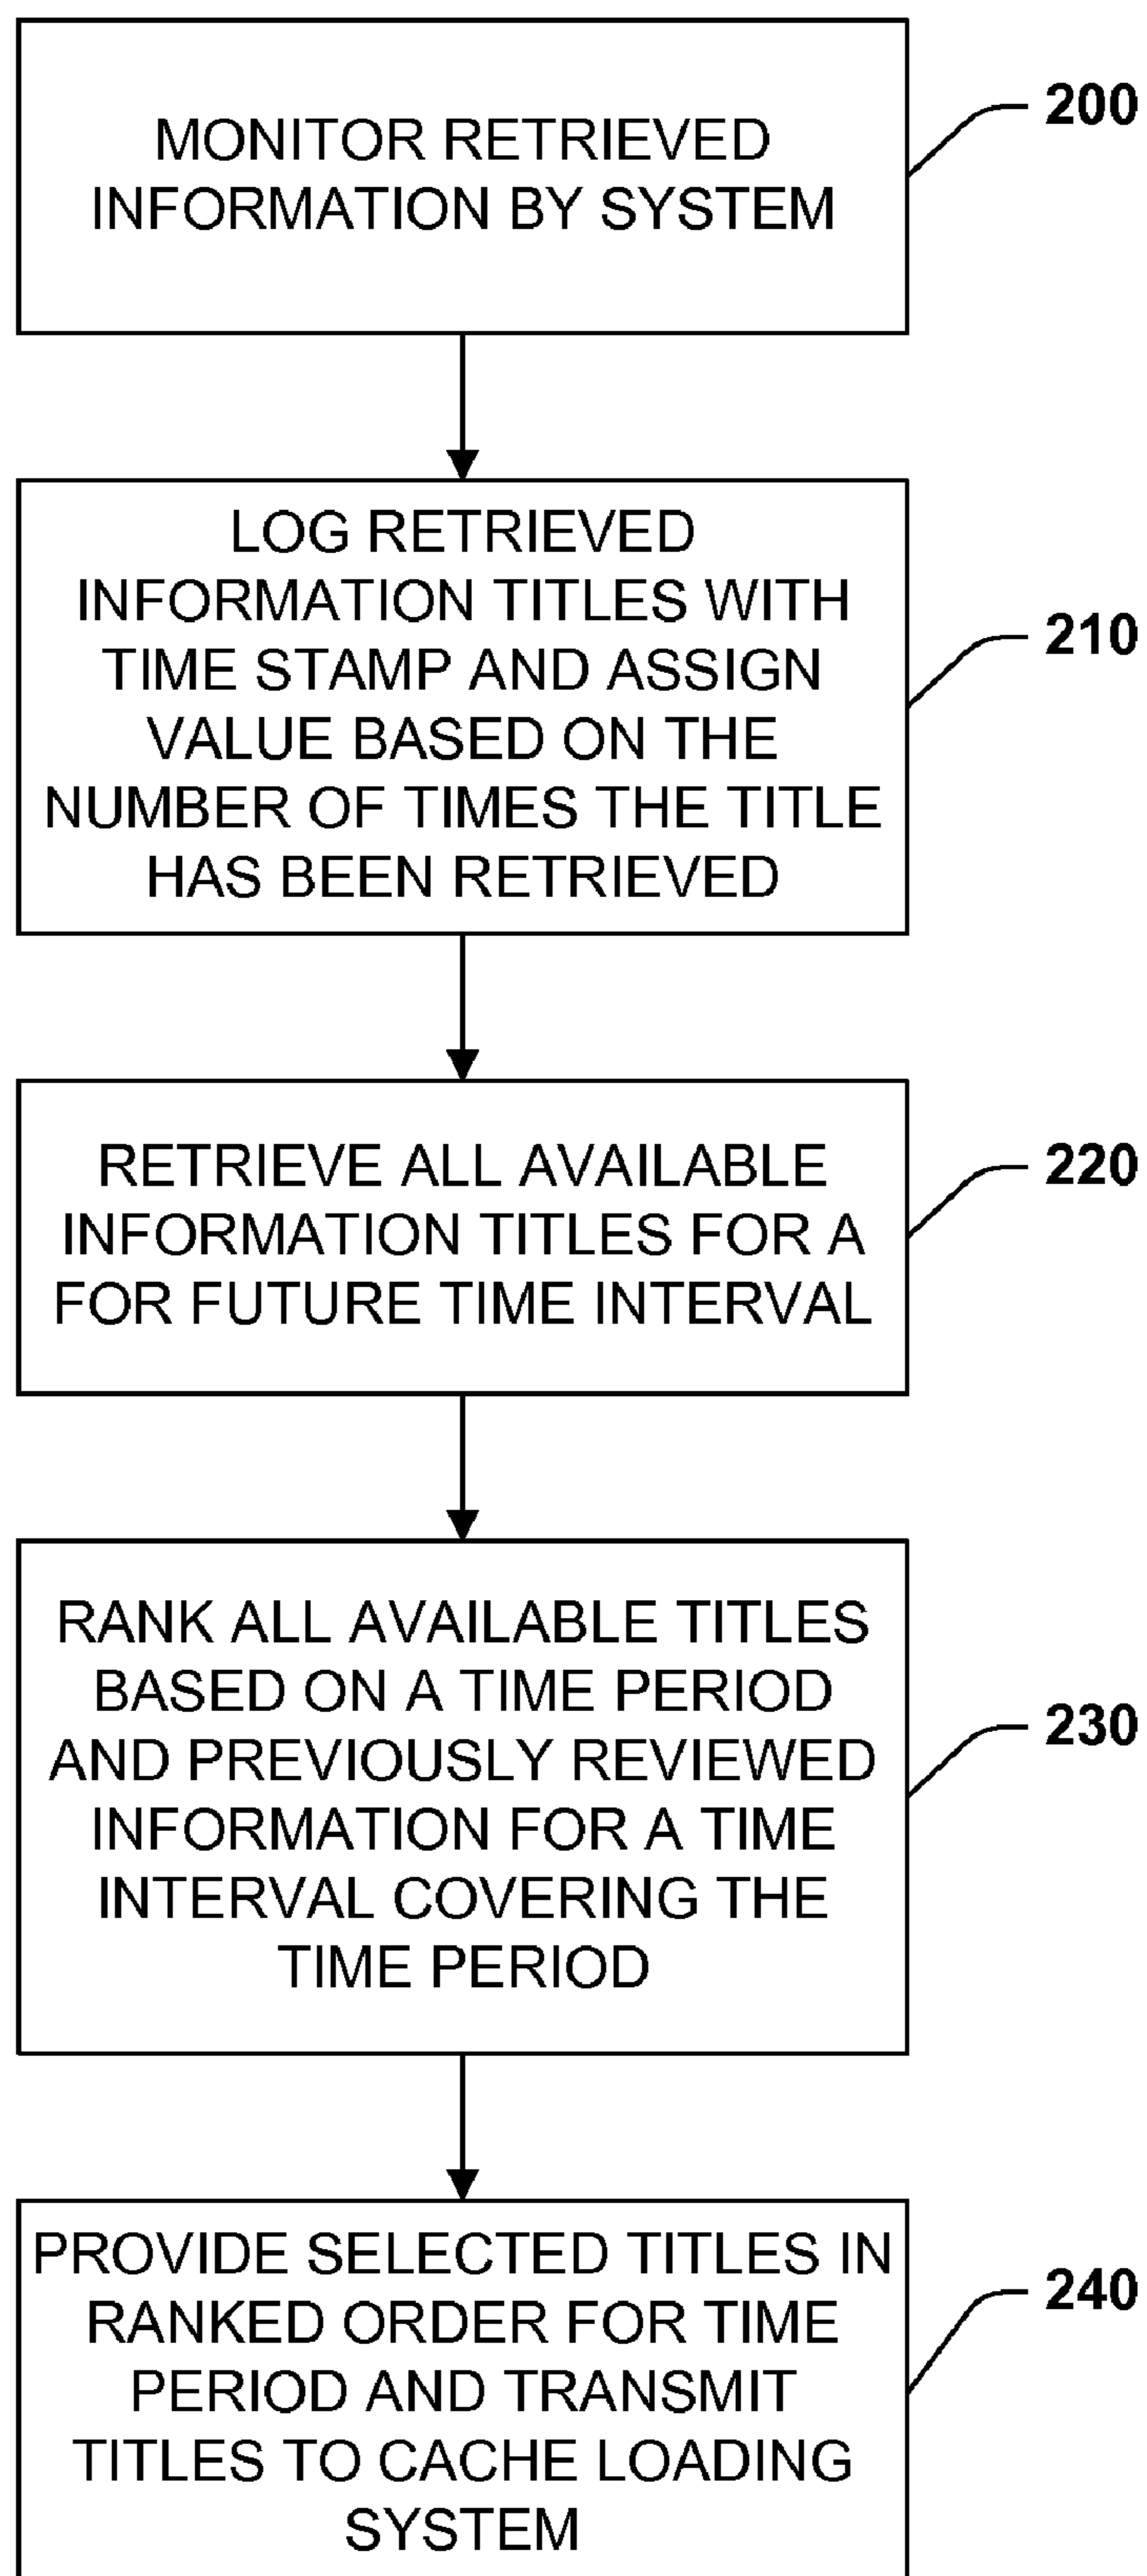 MONITOR RETRIEVED
INFORMATION BY SYSTEM
200
LOG RETRIEVED
INFORMATION TITLES WITH
TIME STAMP AND ASSIGN
VALUE BASED ON THE
NUMBER OF TIMES THE TITLE
HAS BEEN RETRIEVED
210
RETRIEVE ALL AVAILABLE
INFORMATION TITLES FOR A
FOR FUTURE TIME INTERVAL
220
RANK ALL AVAILABLE TITLES
BASED ON A TIME PERIOD
AND PREVIOUSLY REVIEWED
INFORMATION FOR A TIME
INTERVAL COVERING THE
TIME PERIOD
230
PROVIDE SELECTED TITLES IN
RANKED ORDER FOR TIME
PERIOD AND TRANSMIT
TITLES TO CACHE LOADING
SYSTEM
240